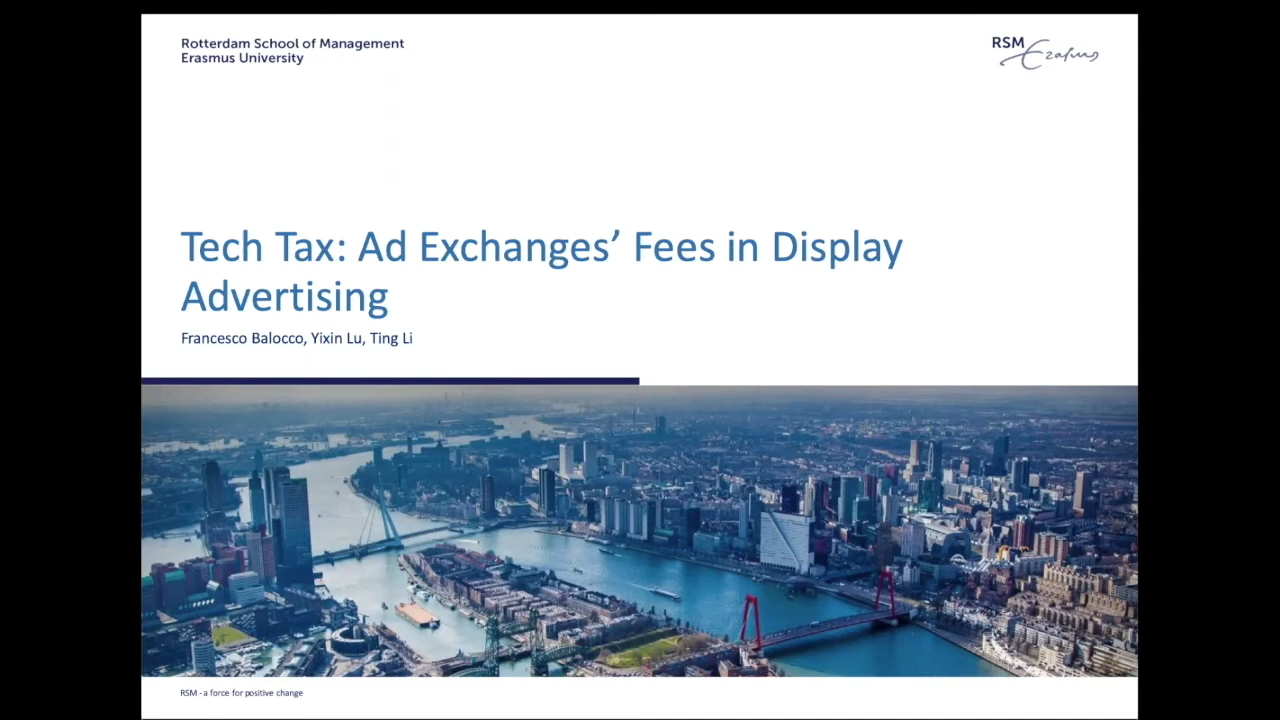 Rotterdam School of Management
Erasmus University
RSM
Erasmus
Tech Tax: Ad Exchanges’ Fees in Display
Advertising
Francesco Balocco, Yixin Lu, Ting Li
RSM - a force for positive change